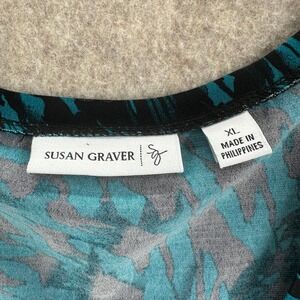 SUSAN GRAVER
Sg
XL
MADE IN
PHILIPPINES